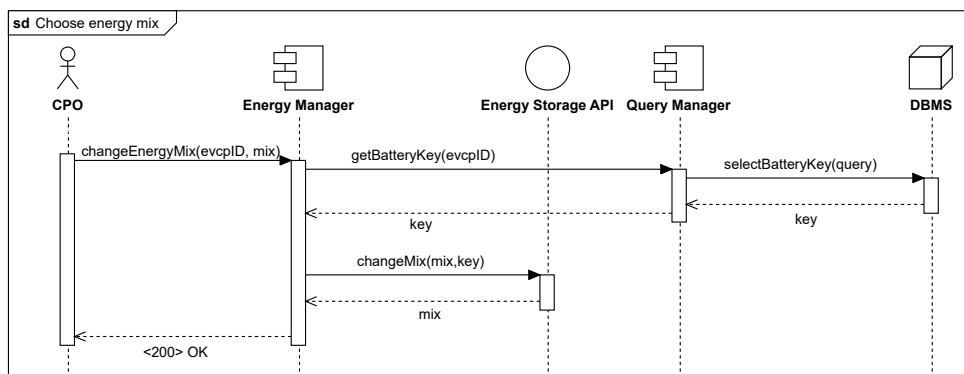 sd Choose energy mix
CPO
Energy Manager
Energy Storage API
Query Manager
DBMS
changeEnergyMix(evcpID, mix)
getBatteryKey(evcpID)
selectBatteryKey(query)
key
key
changeMix(mix,key)
mix
<200> OK